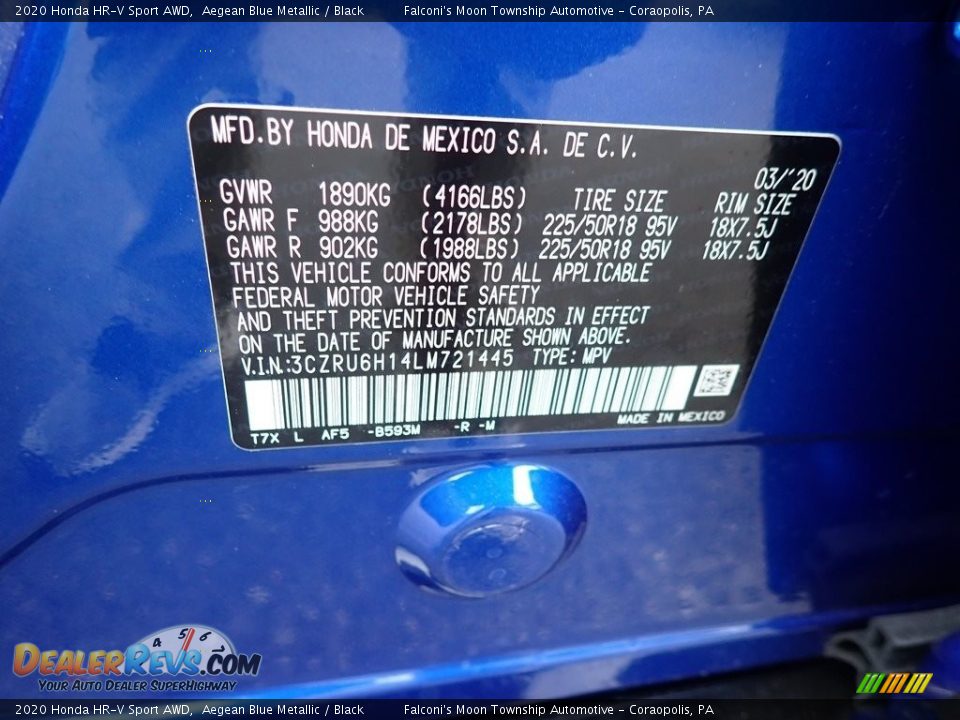 2020 Honda HR-V Sport AWD, Aegean Blue Metallic / Black Falconi's Moon Township Automotive - Coraopolis, PA
MFD.BY HONDA DE MEXICO S.A. DE C.V.
03/'20
GVWR 1890KG (4166LBS) TIRE SIZE RIM SIZE
GAWR F 988KG (2178LBS) 225/50R18 95V 18X7.5J
GAWR R 902KG (1988LBS) 225/50R18 95V 18X7.5J
THIS VEHICLE CONFORMS TO ALL APPLICABLE
FEDERAL MOTOR VEHICLE SAFETY
AND THEFT PREVENTION STANDARDS IN EFFECT
ON THE DATE OF MANUFACTURE SHOWN ABOVE.
V.I.N:3CZRU6H14LM721445 TYPE: MPV
T7X L AF5 -B593M -R -M MADE IN MEXICO
4 5 6
DEALERREVS.COM
YOUR AUTO DEALER SUPERHIGHWAY
2020 Honda HR-V Sport AWD, Aegean Blue Metallic / Black Falconi's Moon Township Automotive - Coraopolis, PA